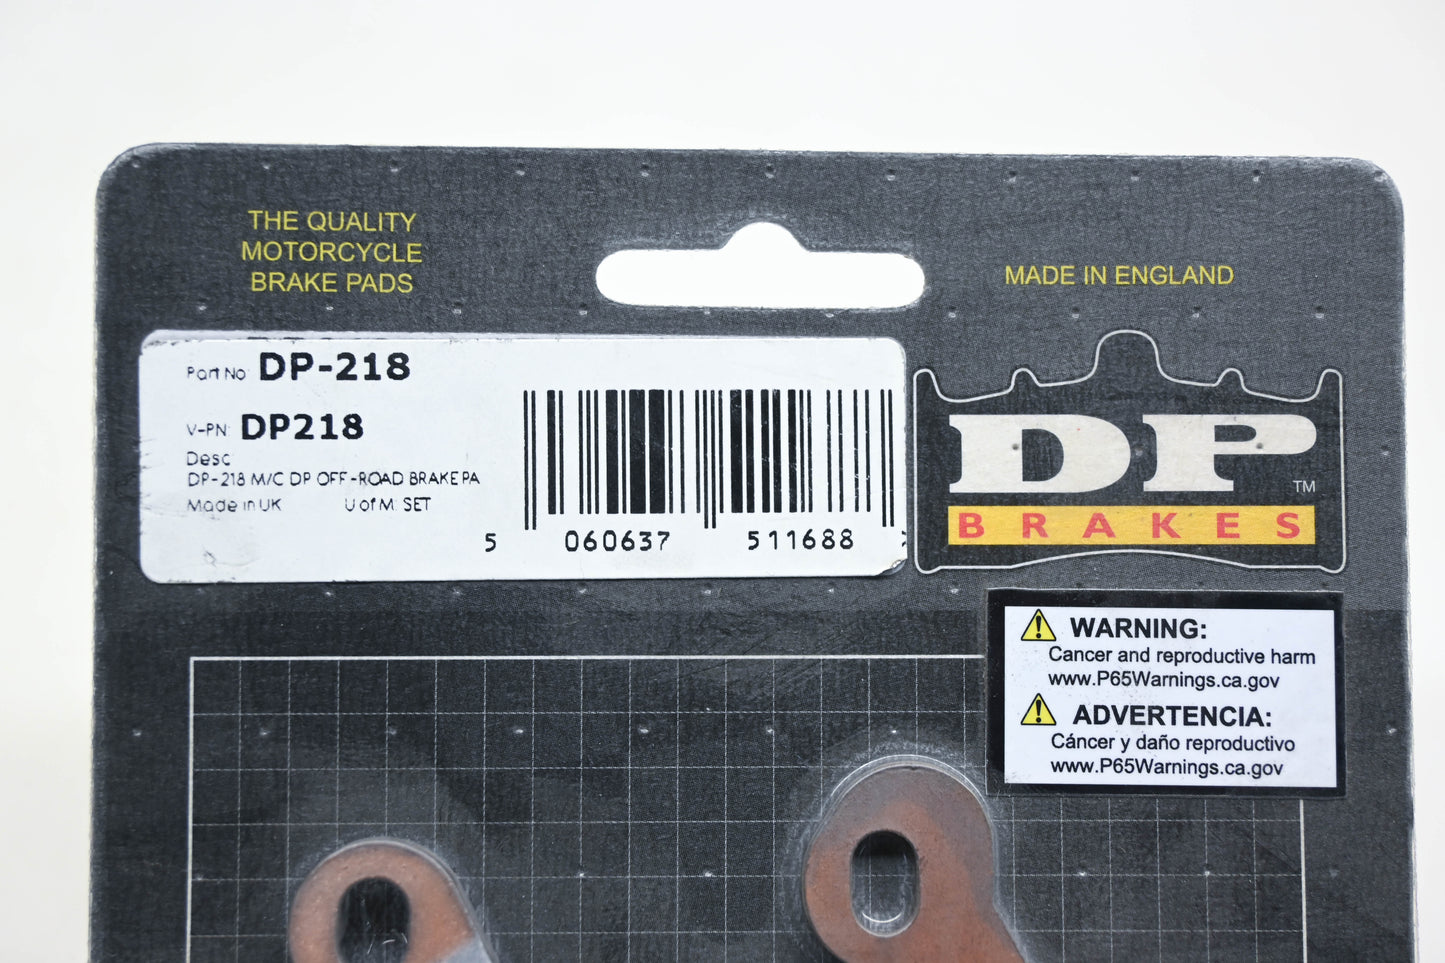 THE QUALITY
MOTORCYCLE
BRAKE PADS
MADE IN ENGLAND
Part No: DP-218
V-PN: DP218
Desc
DP-218 M/C DP OFF-ROAD BRAKE PA
Made in UK U of M: SET
5 060637 511688 >
DP TM
BRAKES
WARNING:
Cancer and reproductive harm
www.P65Warnings.ca.gov
ADVERTENCIA:
Cáncer y daño reproductivo
www.P65Warnings.ca.gov